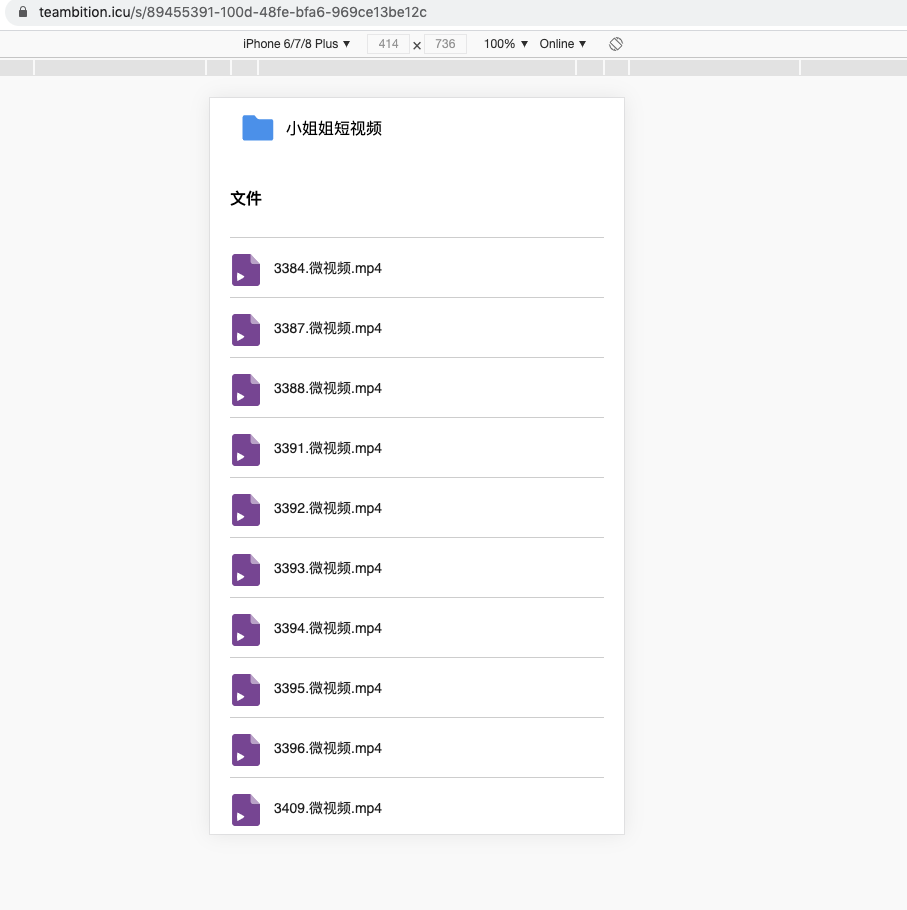 teambition.icu/s/89455391-100d-48fe-bfa6-969ce13be12c
iPhone 6/7/8 Plus ▼ 414 × 736 100% ▼ Online ▼
小姐姐短视频
文件
3384.微视频.mp4
3387.微视频.mp4
3388.微视频.mp4
3391.微视频.mp4
3392.微视频.mp4
3393.微视频.mp4
3394.微视频.mp4
3395.微视频.mp4
3396.微视频.mp4
3409.微视频.mp4